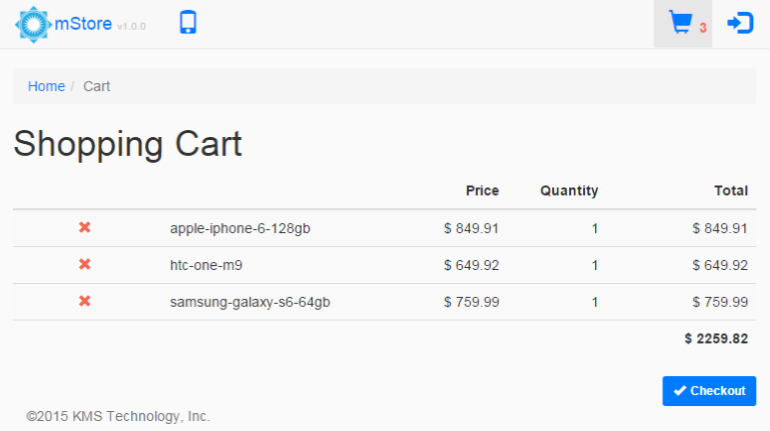 mStore v1.0.0 3
Home / Cart
Shopping Cart
Price Quantity Total
apple-iphone-6-128gb $ 849.91 1 $ 849.91
htc-one-m9 $ 649.92 1 $ 649.92
samsung-galaxy-s6-64gb $ 759.99 1 $ 759.99
$ 2259.82
Checkout
©2015 KMS Technology, Inc.